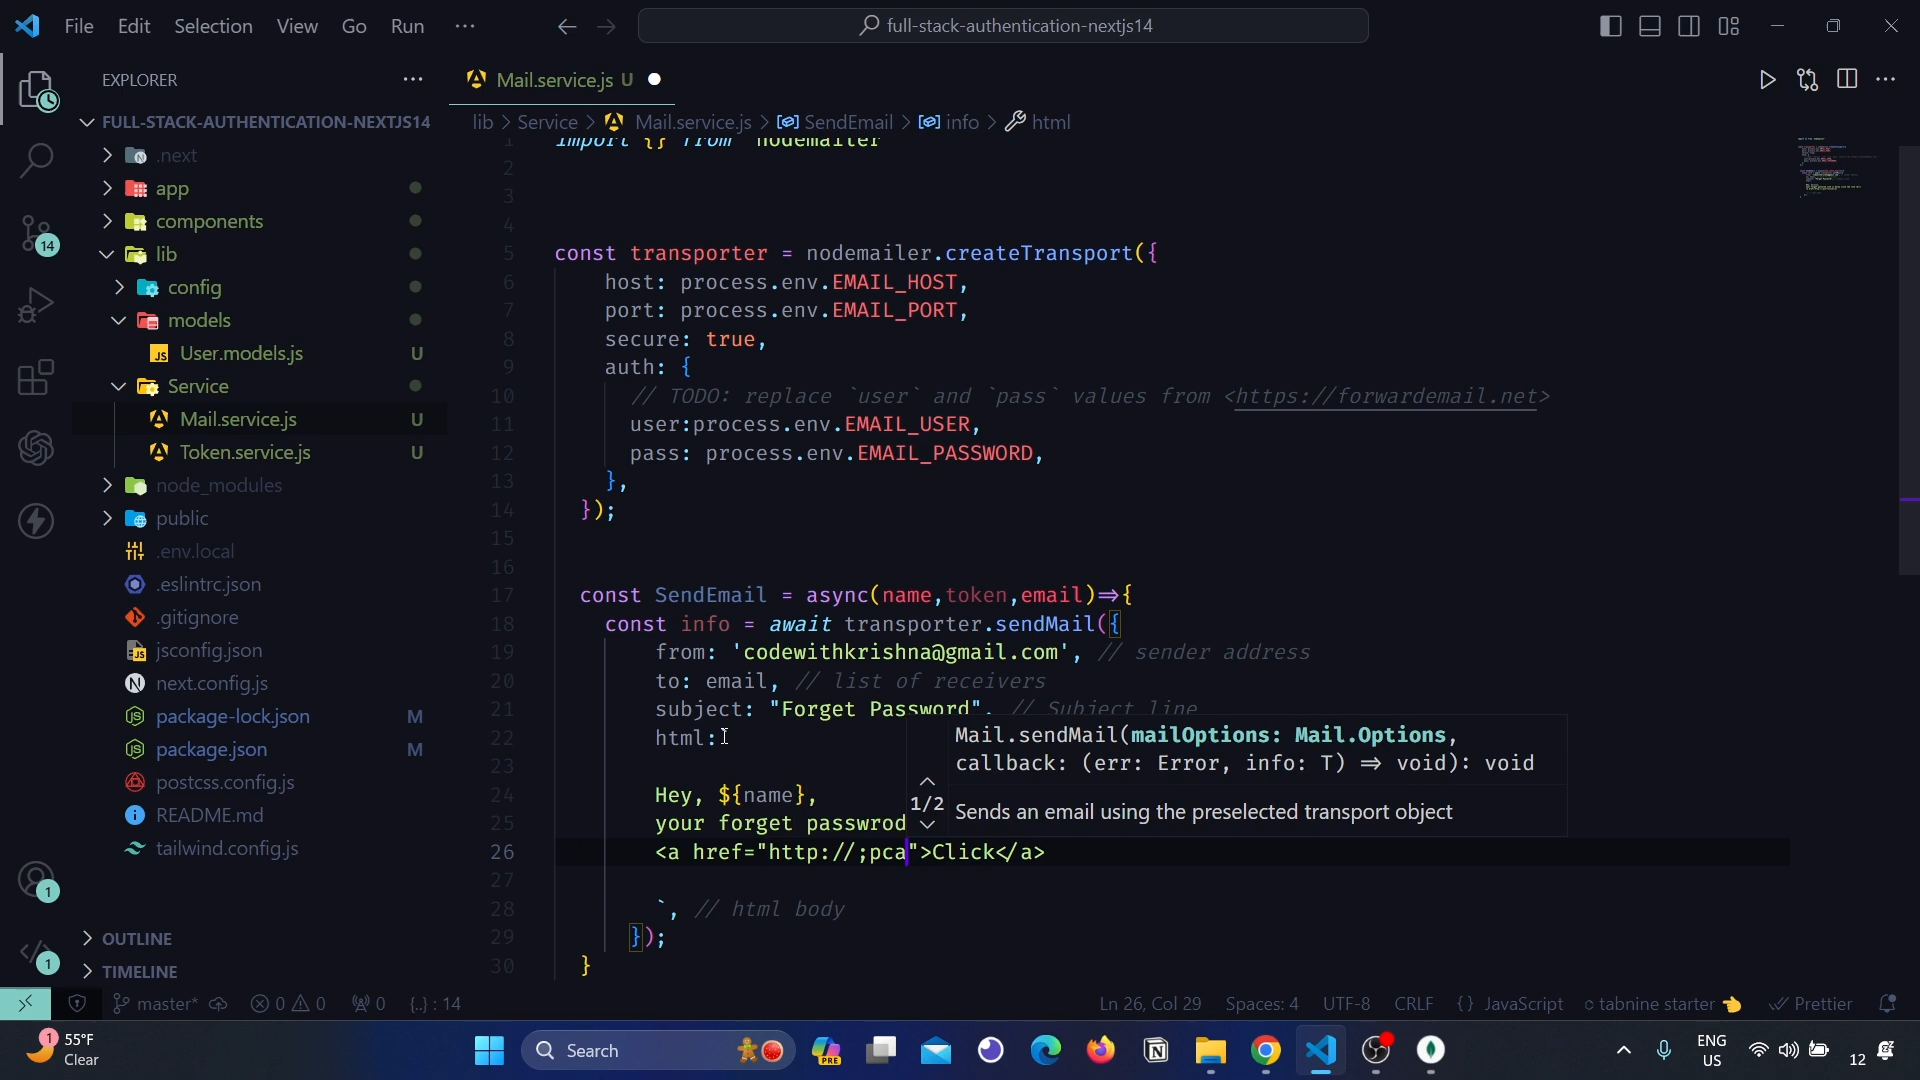 File Edit Selection View Go Run ··· full-stack-authentication-nextjs14
EXPLORER ···
Mail.service.js U
FULL-STACK-AUTHENTICATION-NEXTJS14
lib > Service > Mail.service.js > SendEmail > info > html
.next
app
components
lib
config
models
User.models.js U
Service
Mail.service.js U
Token.service.js U
node_modules
public
.env.local
.eslintrc.json
.gitignore
jsconfig.json
next.config.js
package-lock.json M
package.json M
postcss.config.js
README.md
tailwind.config.js
OUTLINE
TIMELINE
14
1
1
1 import {} from "nodemailer"
2
3
4
5 const transporter = nodemailer.createTransport({
6 host: process.env.EMAIL_HOST,
7 port: process.env.EMAIL_PORT,
8 secure: true,
9 auth: {
10 // TODO: replace `user` and `pass` values from <https://forwardemail.net>
11 user:process.env.EMAIL_USER,
12 pass: process.env.EMAIL_PASSWORD,
13 },
14 });
15
16
17 const SendEmail = async(name,token,email)=>{
18 const info = await transporter.sendMail({
19 from: 'codewithkrishna@gmail.com', // sender address
20 to: email, // list of receivers
21 subject: "Forget Password", // Subject line
22 html:
23
24 Hey, ${name},
25 your forget passwrod
26 <a href="http://;pca">Click</a>
27
28 `, // html body
29 });
30 }
Mail.sendMail(mailOptions: Mail.Options,
callback: (err: Error, info: T) => void): void
1/2 Sends an email using the preselected transport object
master* 0 0 0 {..} : 14 Ln 26, Col 29 Spaces: 4 UTF-8 CRLF {} JavaScript tabnine starter Prettier
1 55°F
Clear
Search
PRE
ENG
US
12